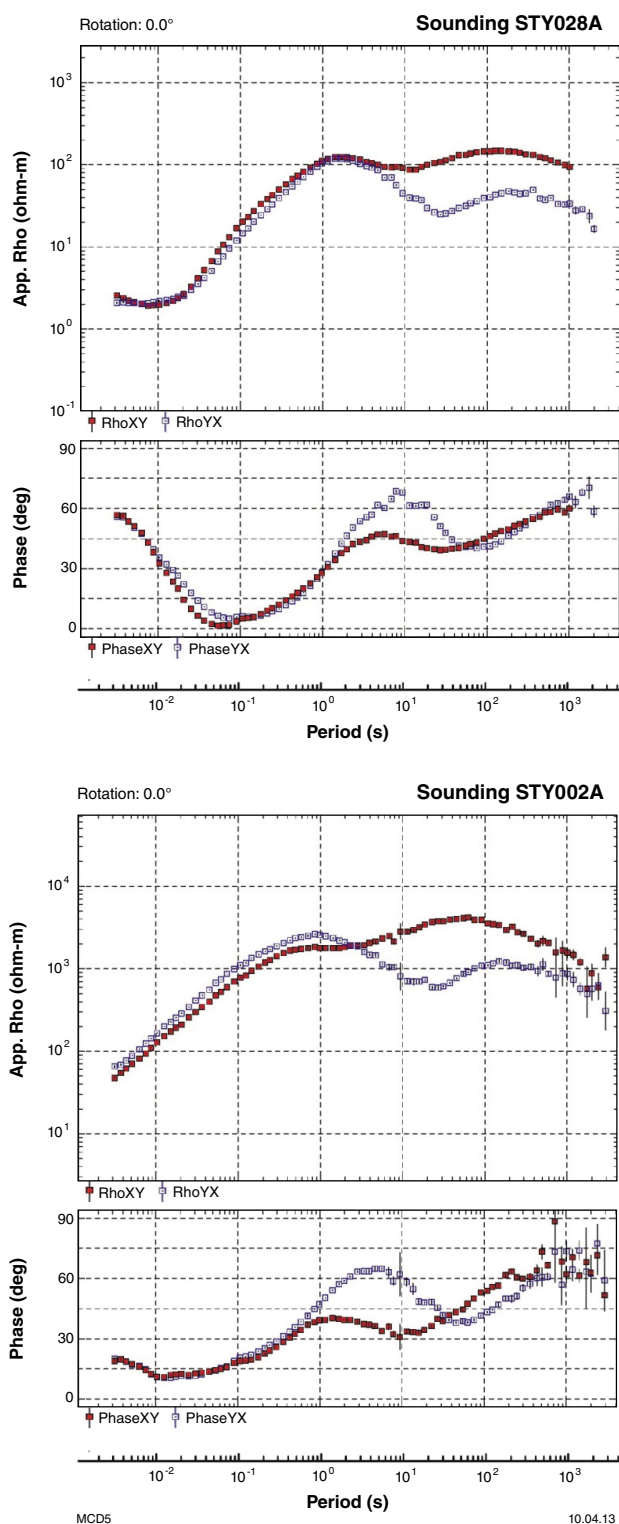 Rotation: 0.0° Sounding STY028A
10³
10²
10¹
10⁰
10⁻¹
App. Rho (ohm-m)
RhoXY RhoYX
90
60
30
0
Phase (deg)
PhaseXY PhaseYX
10⁻² 10⁻¹ 10⁰ 10¹ 10² 10³
Period (s)
Rotation: 0.0° Sounding STY002A
10⁴
10³
10²
10¹
App. Rho (ohm-m)
RhoXY RhoYX
90
60
30
0
Phase (deg)
PhaseXY PhaseYX
10⁻² 10⁻¹ 10⁰ 10¹ 10² 10³
Period (s)
MCD5 10.04.13